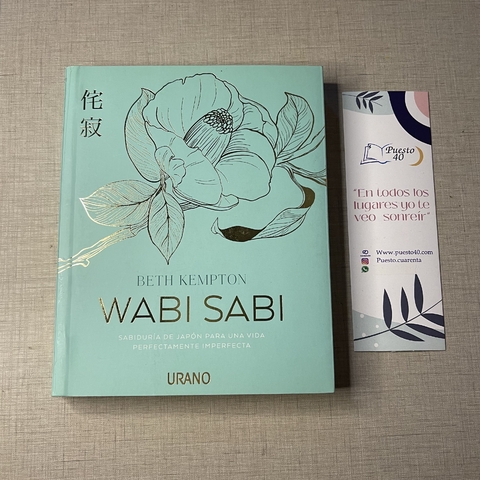 侘
寂
BETH KEMPTON
WABI SABI
SABIDURÍA DE JAPÓN PARA UNA VIDA
PERFECTAMENTE IMPERFECTA
URANO
Puesto
40
"En todos los
lugares yo te
veo sonreir"
Www.puesto40.com
Puesto.cuarenta